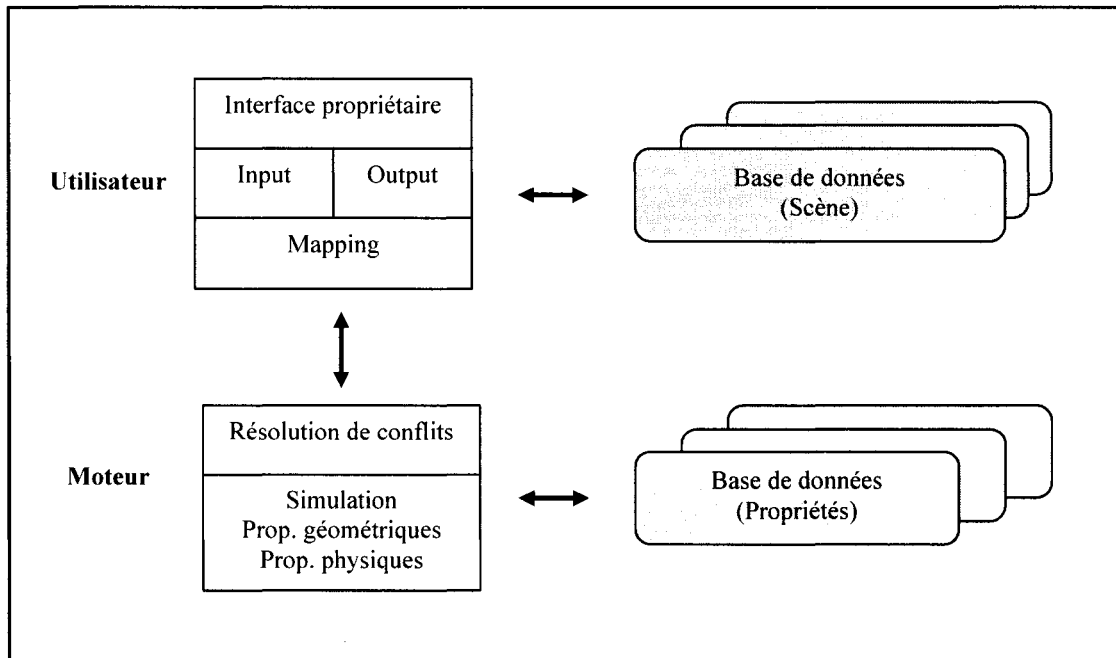 Interface propriétaire
Utilisateur
Input
Output
Mapping
Base de données
(Scène)
Moteur
Résolution de conflits
Simulation
Prop. géométriques
Prop. physiques
Base de données
(Propriétés)